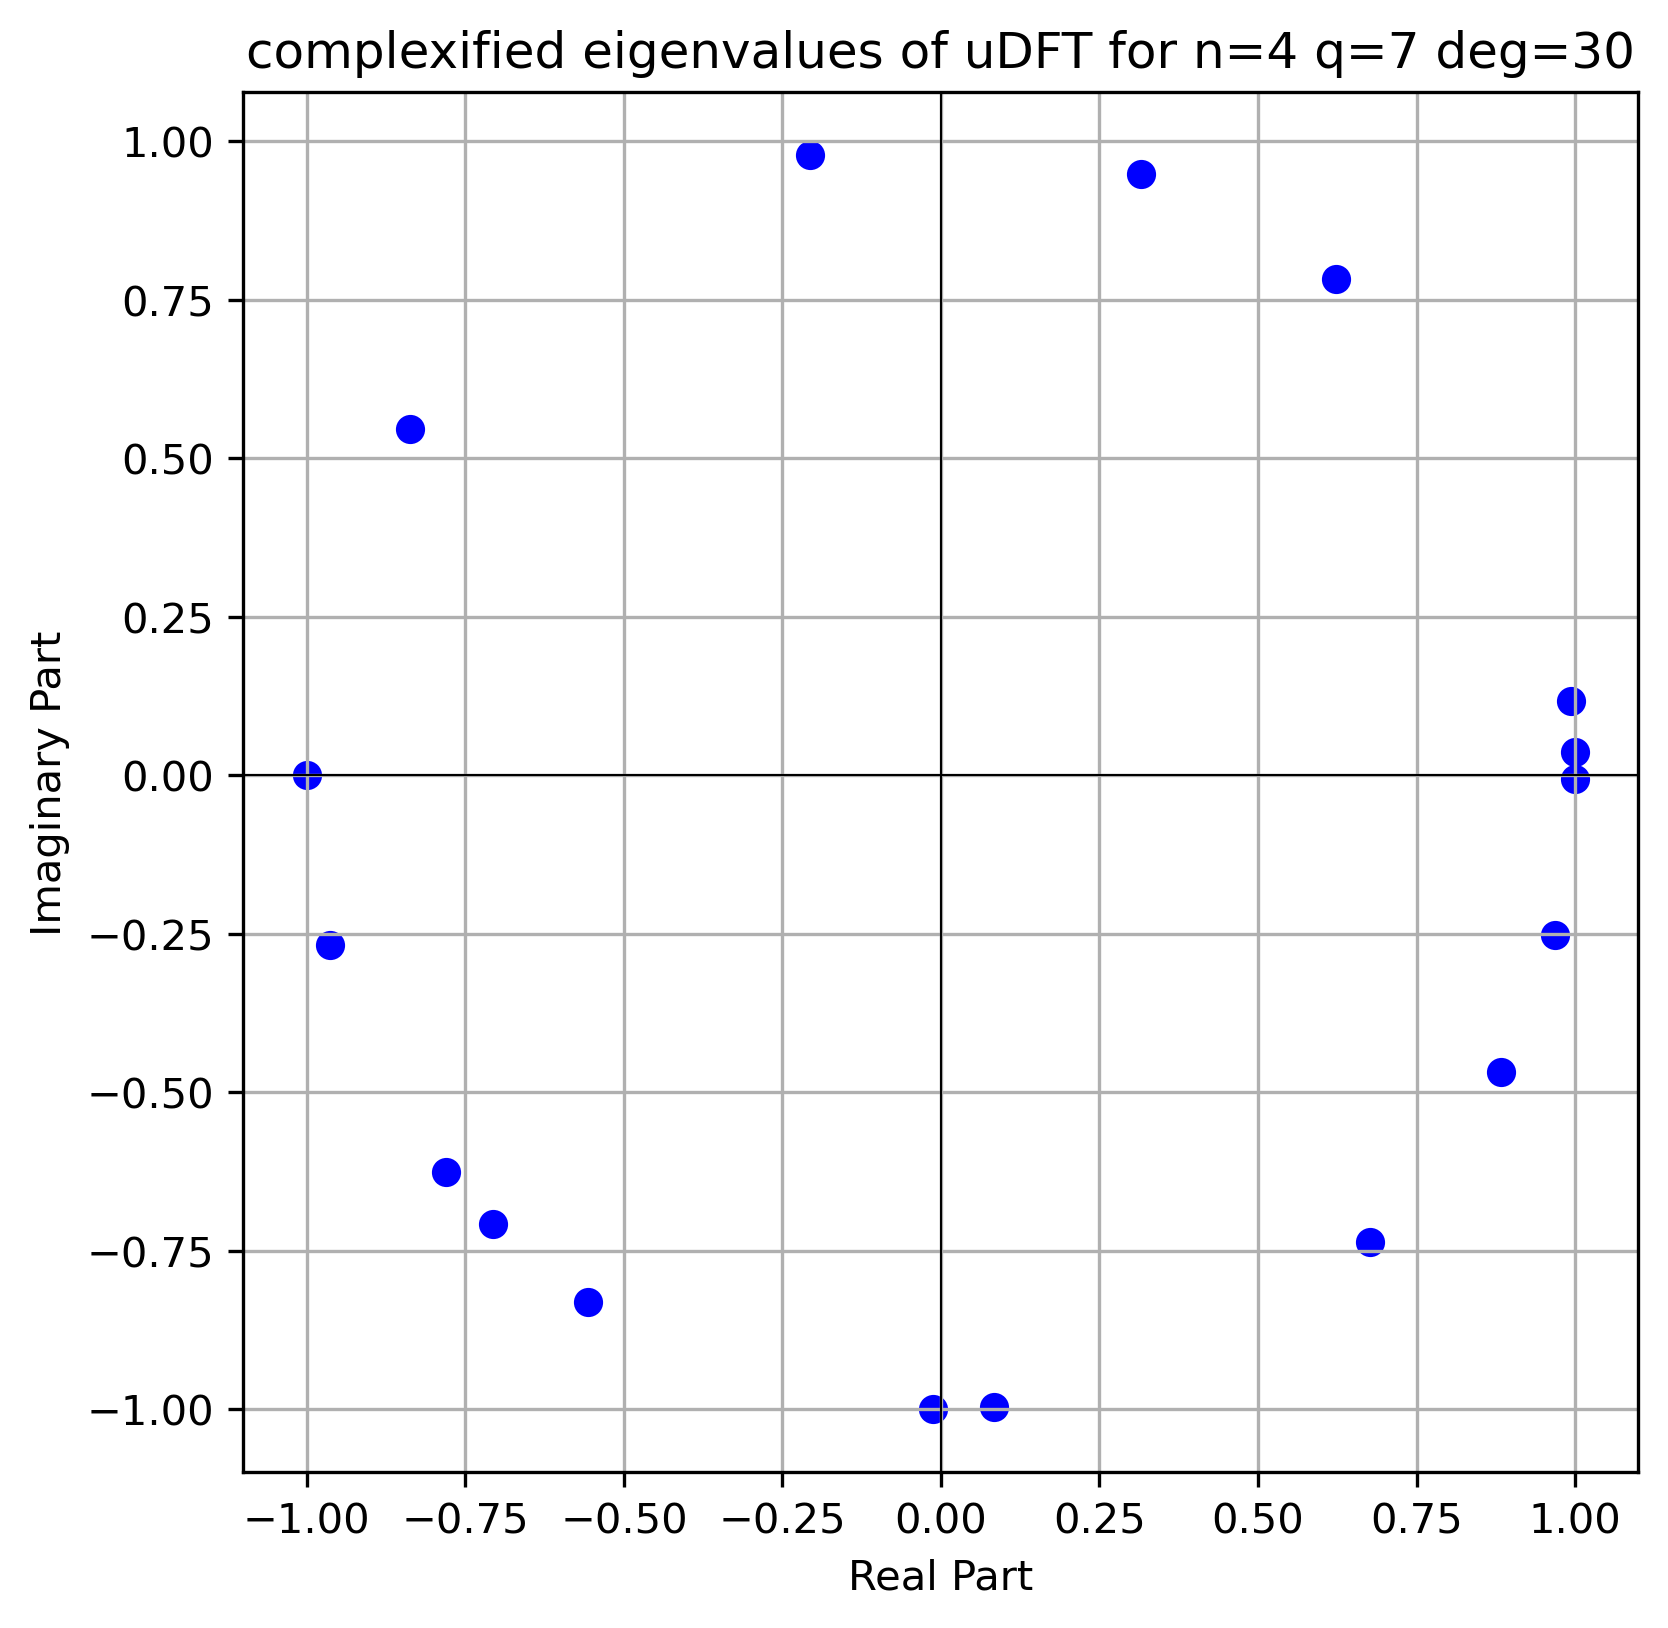 complexified eigenvalues of uDFT for n=4 q=7 deg=30
1.00
0.75
0.50
0.25
0.00
−0.25
−0.50
−0.75
−1.00
Imaginary Part
−1.00 −0.75 −0.50 −0.25 0.00 0.25 0.50 0.75 1.00
Real Part